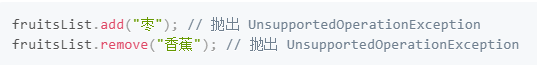 fruitsList.add("枣"); // 抛出 UnsupportedOperationException
fruitsList.remove("香蕉"); // 抛出 UnsupportedOperationException